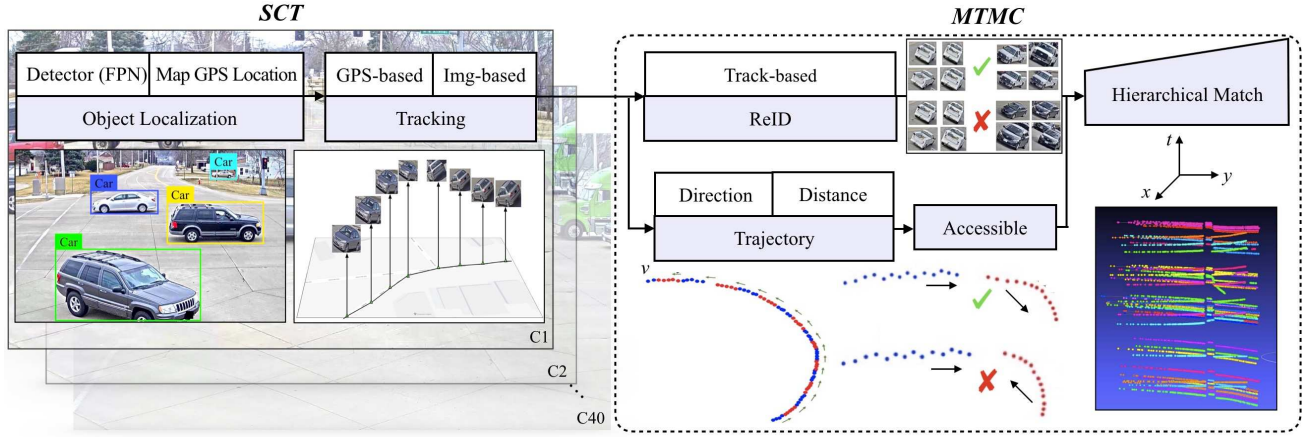 SCT
MTMC
Detector (FPN)
Map GPS Location
Object Localization
GPS-based
Img-based
Tracking
Track-based
ReID
Hierarchical Match
Direction
Distance
Trajectory
Accessible
Car
Car
Car
Car
t
y
x
v
C1
C2
C40